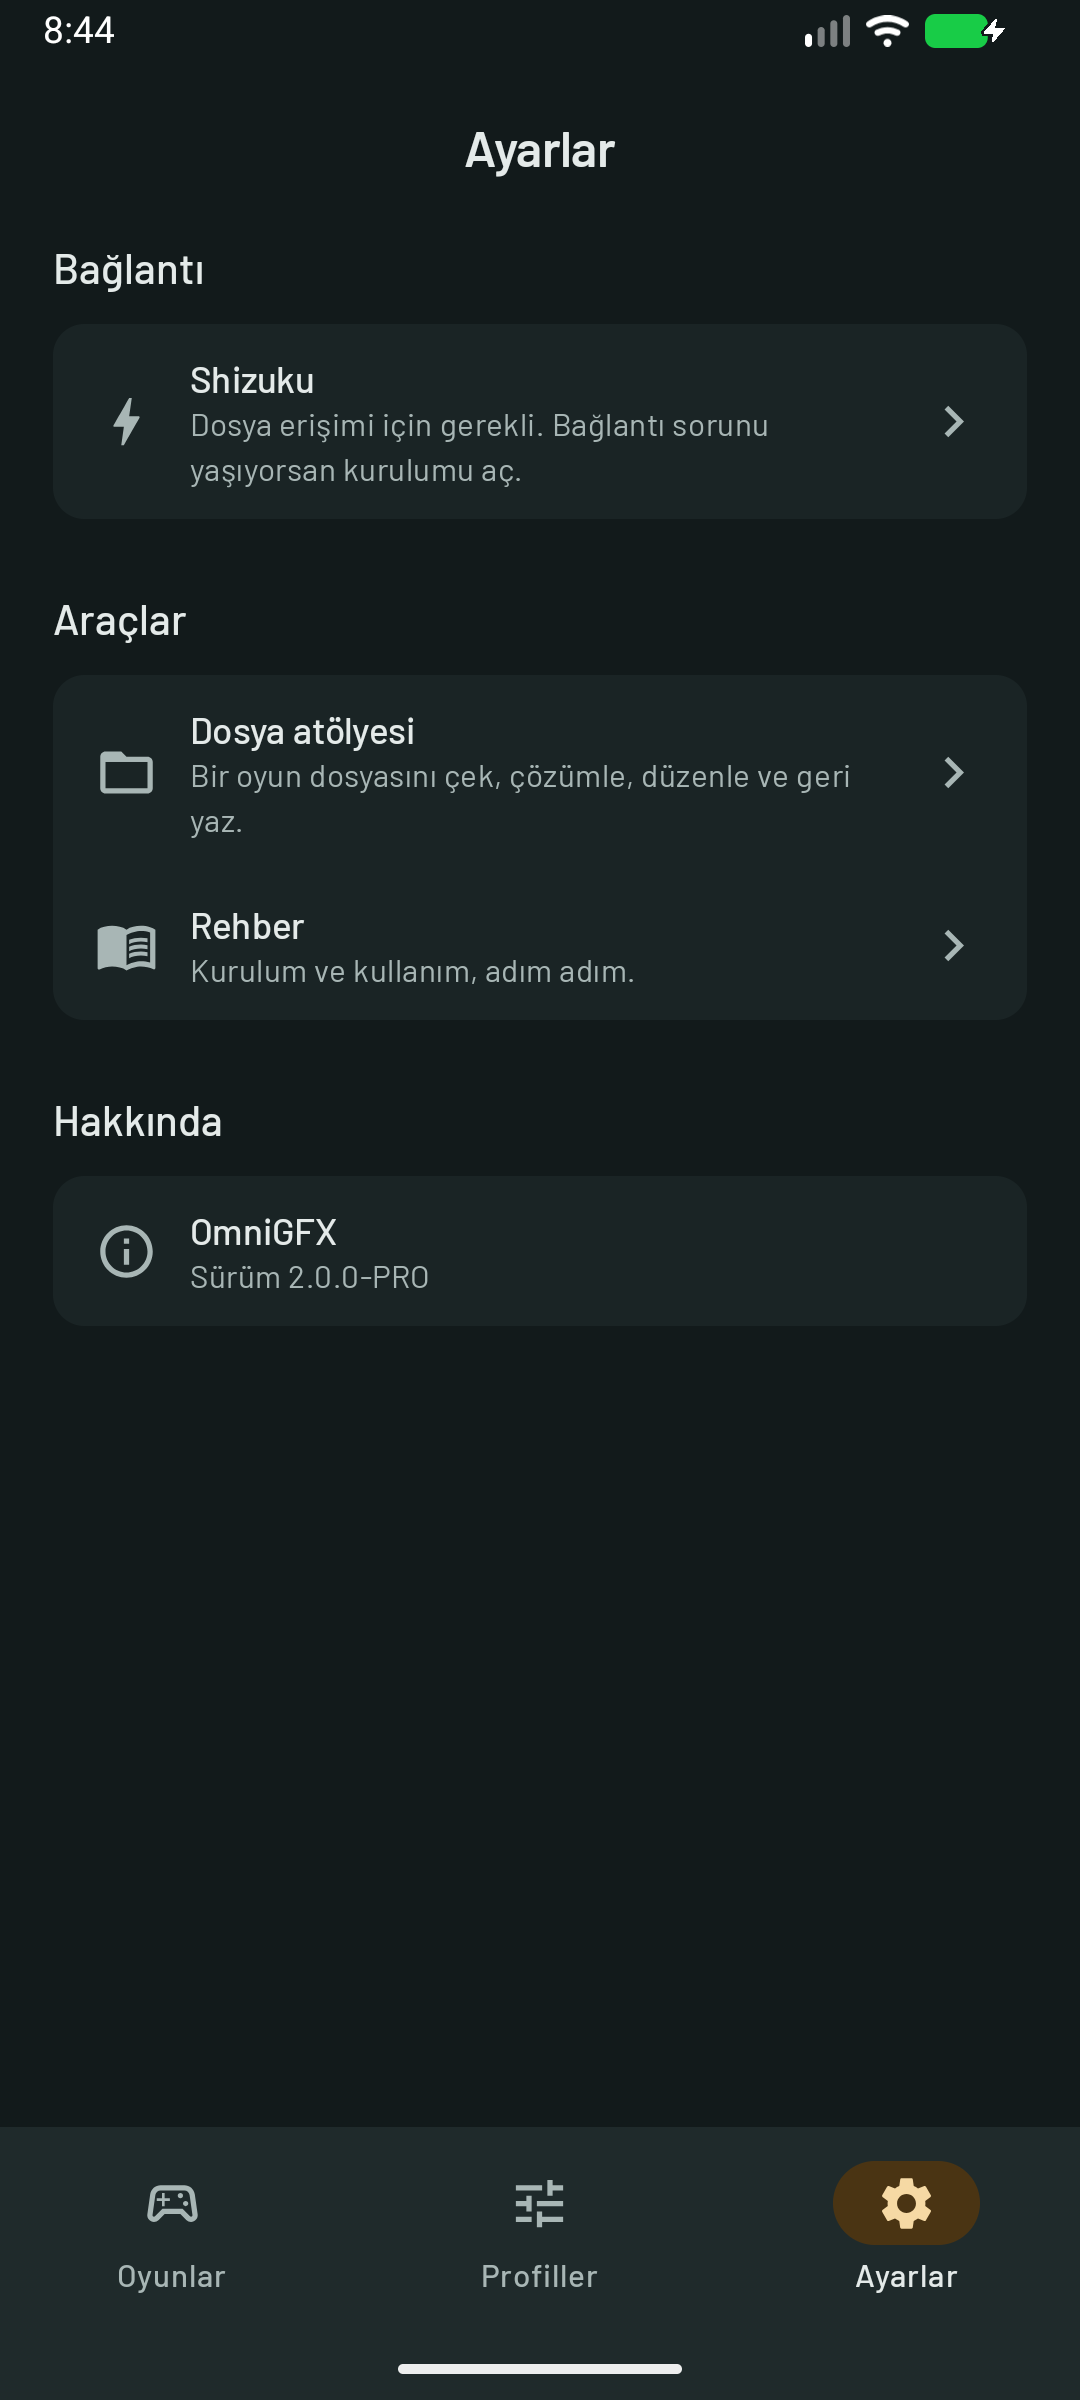 8:44
Ayarlar
Bağlantı
Shizuku
Dosya erişimi için gerekli. Bağlantı sorunu
yaşıyorsan kurulumu aç.
Araçlar
Dosya atölyesi
Bir oyun dosyasını çek, çözümle, düzenle ve geri
yaz.
Rehber
Kurulum ve kullanım, adım adım.
Hakkında
OmniGFX
Sürüm 2.0.0-PRO
Oyunlar
Profiller
Ayarlar